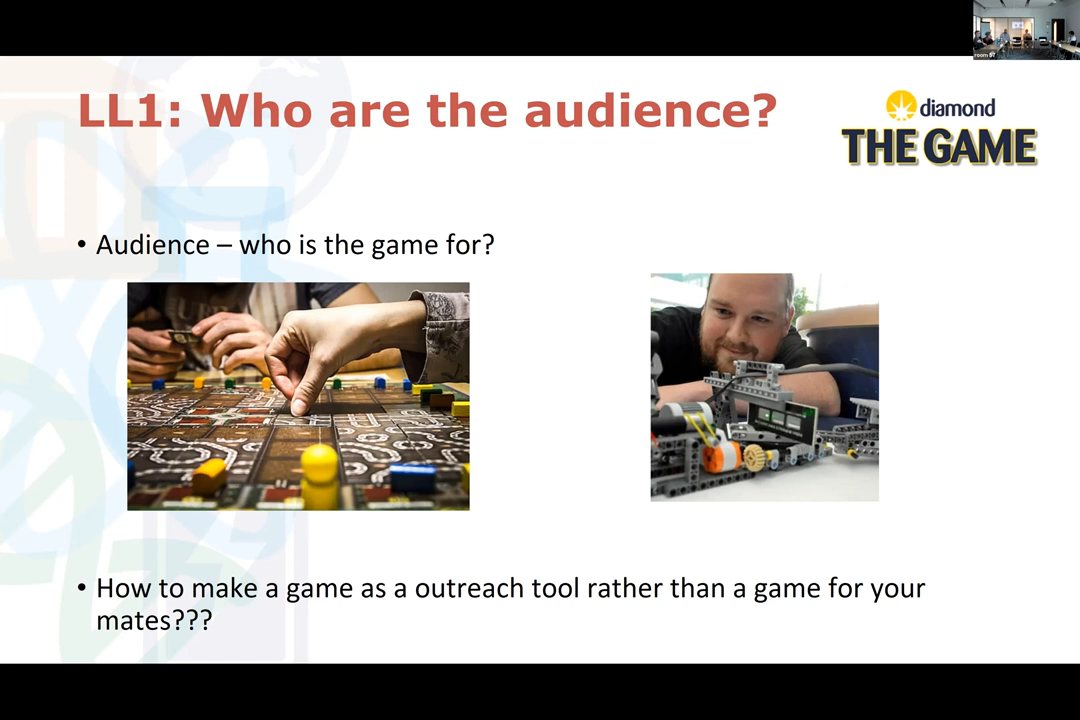 LL1: Who are the audience?
diamond
THE GAME
• Audience – who is the game for?
• How to make a game as a outreach tool rather than a game for your
mates???